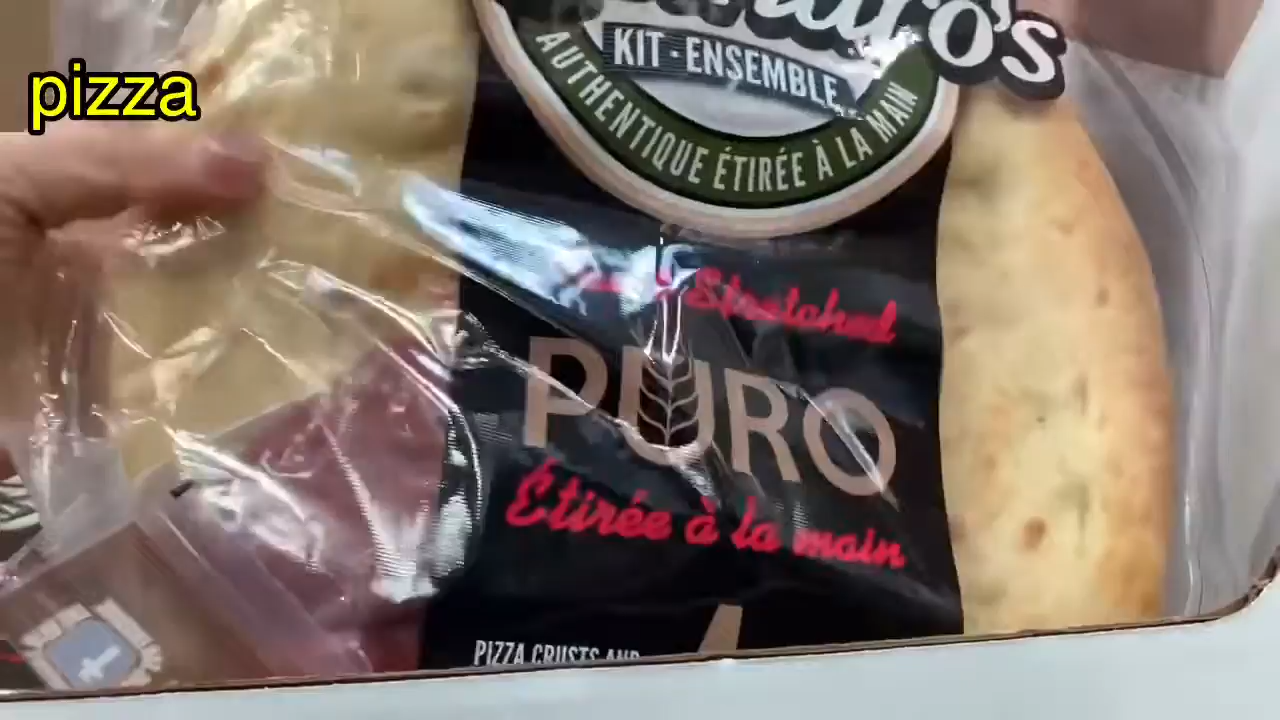 pizza
KIT - ENSEMBLE
AUTHENTIQUE ÉTIRÉE À LA MAIN
Stretched
PURO
Étirée à la main
PIZZA CRUSTS AND